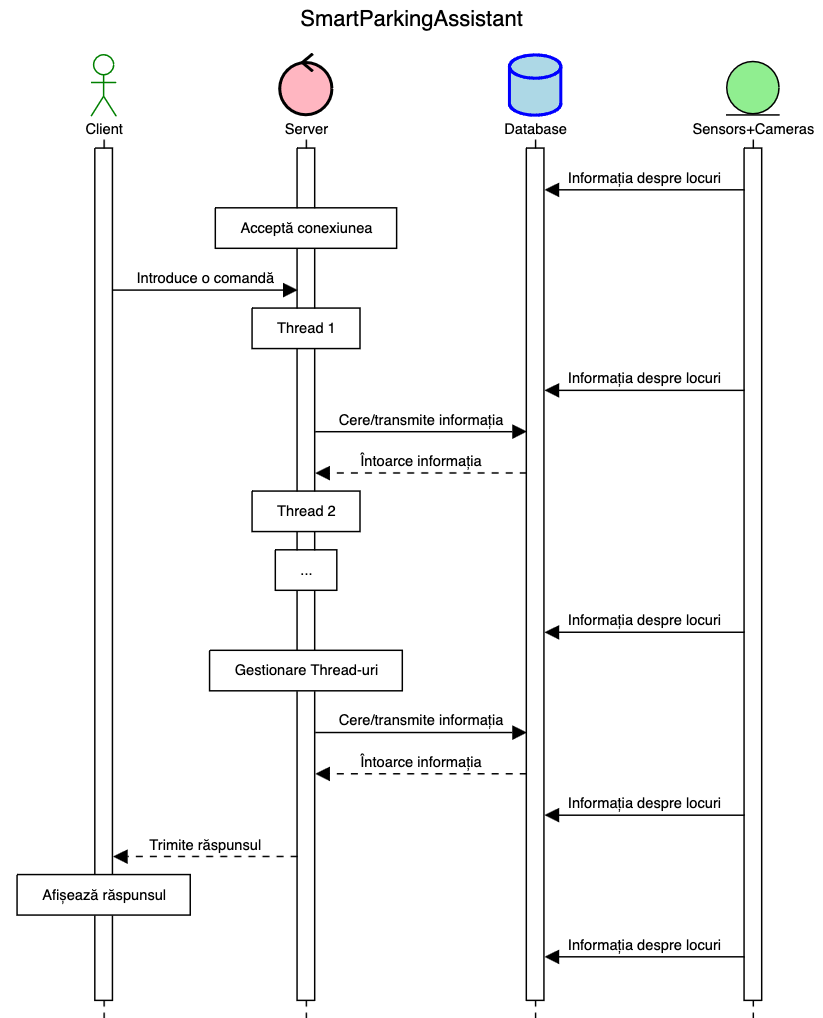 SmartParkingAssistant
Client
Server
Database
Sensors+Cameras
Informația despre locuri
Acceptă conexiunea
Introduce o comandă
Thread 1
Informația despre locuri
Cere/transmite informația
Întoarce informația
Thread 2
...
Informația despre locuri
Gestionare Thread-uri
Cere/transmite informația
Întoarce informația
Informația despre locuri
Trimite răspunsul
Afișează răspunsul
Informația despre locuri